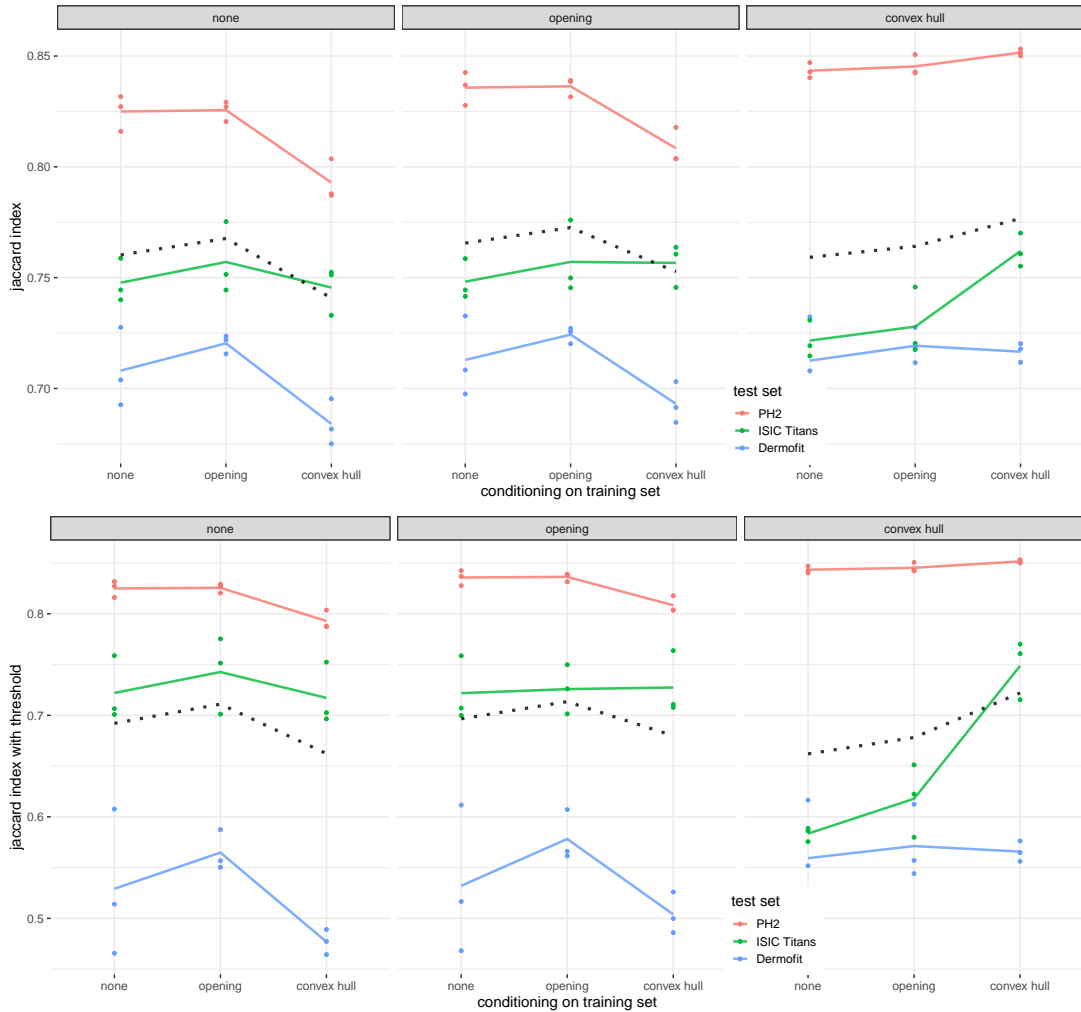 none opening convex hull
0.85
0.80
0.75
0.70
jaccard index
test set
PH2
ISIC Titans
Dermofit
none opening convex hull none opening convex hull none opening convex hull
conditioning on training set
none opening convex hull
0.8
0.7
0.6
0.5
jaccard index with threshold
test set
PH2
ISIC Titans
Dermofit
none opening convex hull none opening convex hull none opening convex hull
conditioning on training set